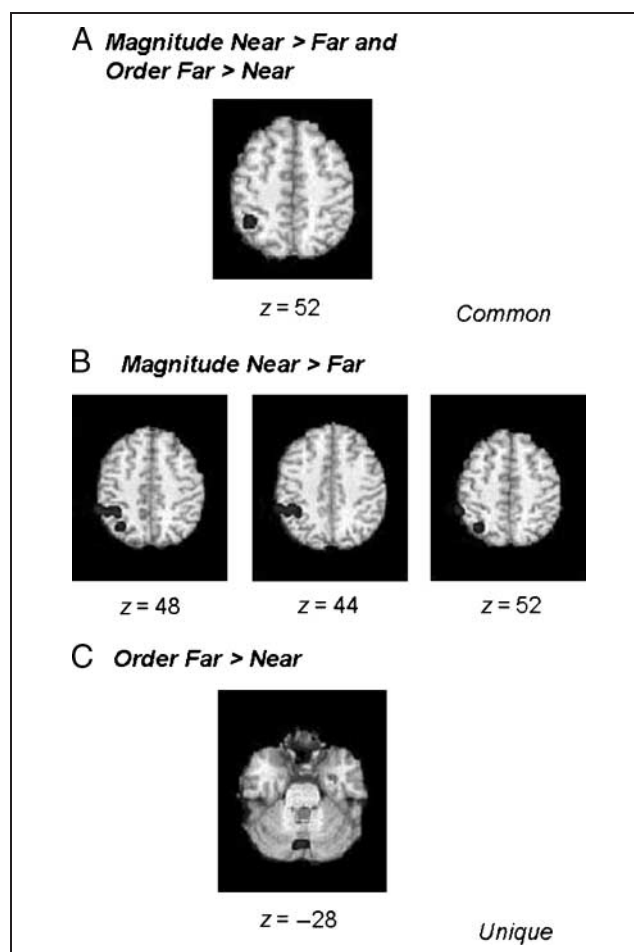 A Magnitude Near > Far and
Order Far > Near
z = 52
Common
B Magnitude Near > Far
z = 48 z = 44 z = 52
C Order Far > Near
z = −28
Unique